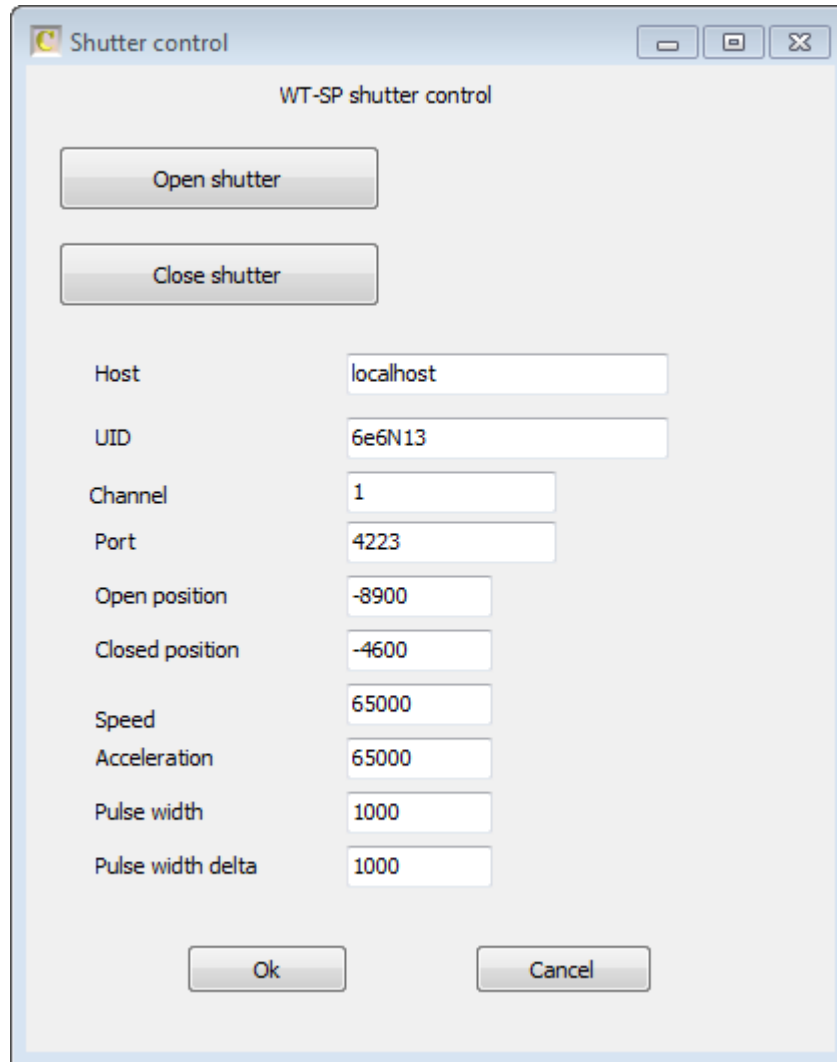 Shutter control
WT-SP shutter control
Open shutter
Close shutter
Host localhost
UID 6e6N13
Channel 1
Port 4223
Open position -8900
Closed position -4600
Speed 65000
Acceleration 65000
Pulse width 1000
Pulse width delta 1000
Ok Cancel